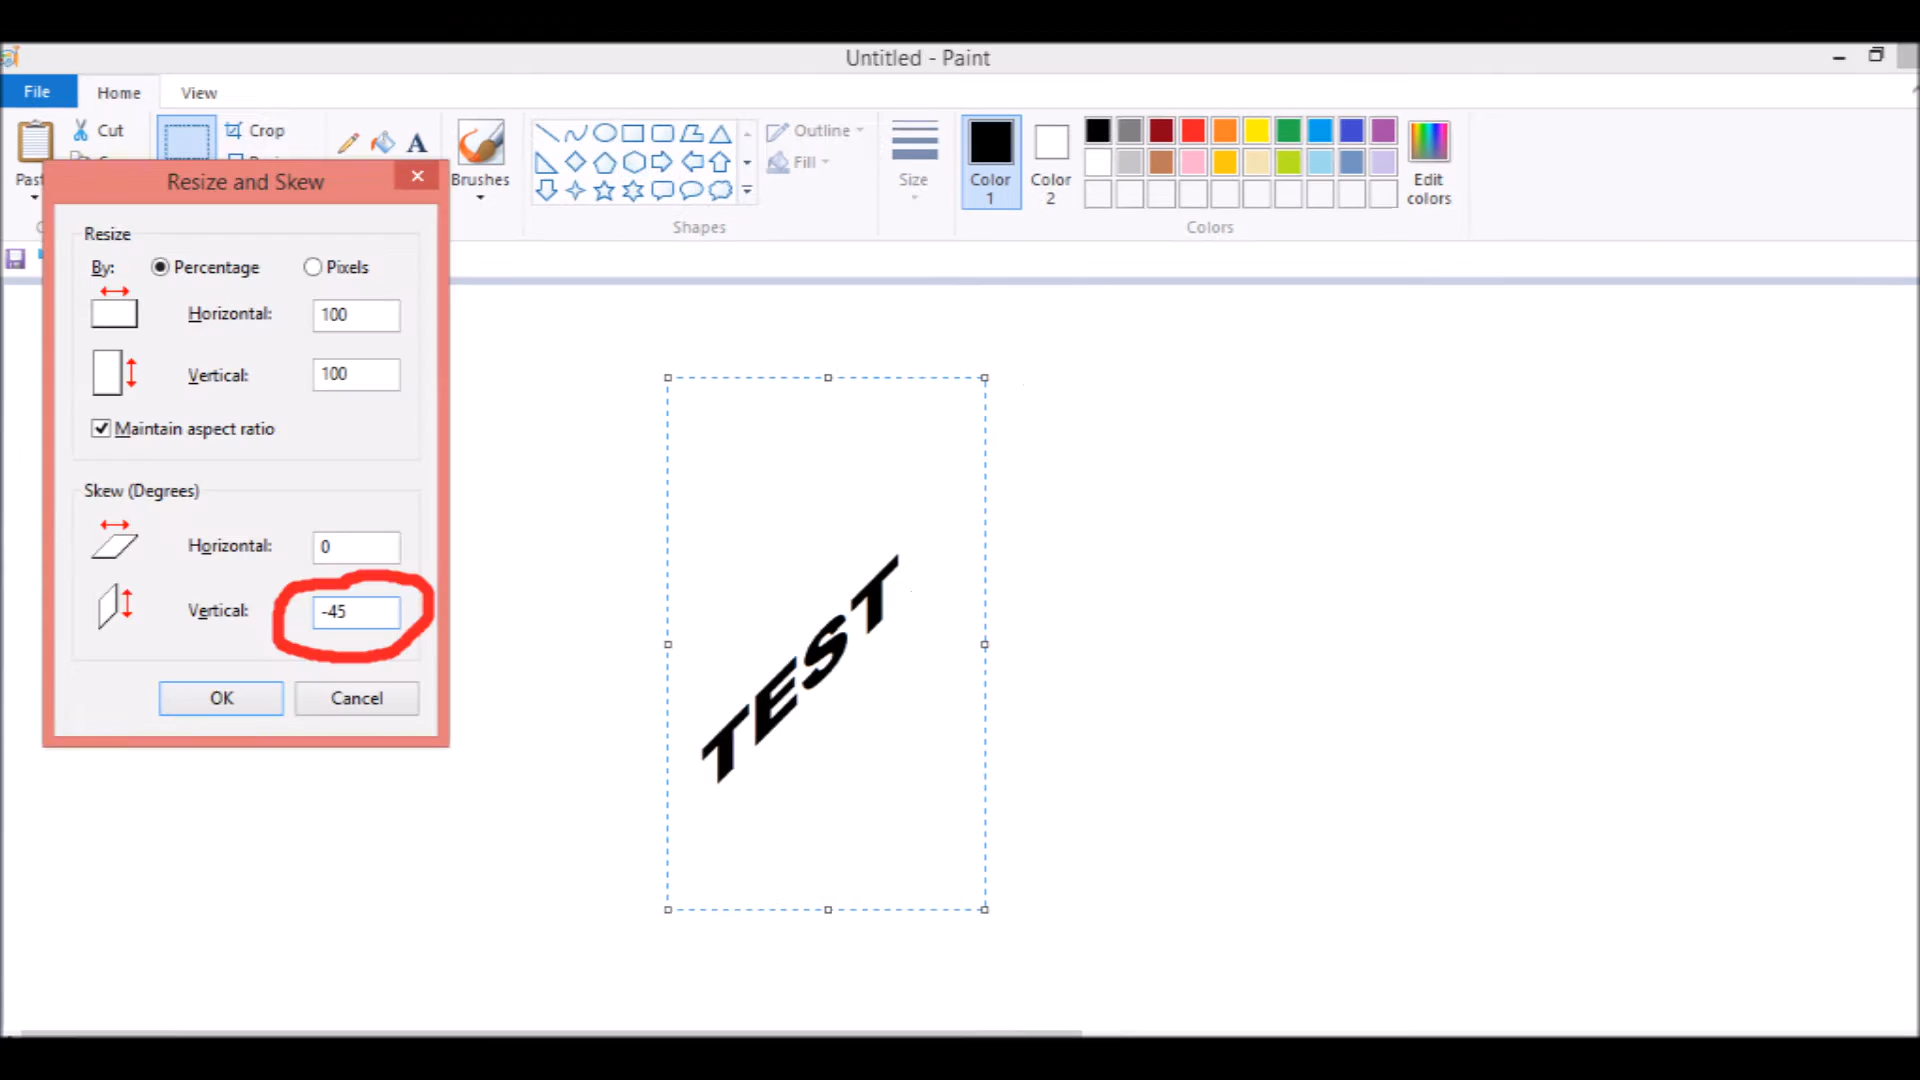 Untitled - Paint
File Home View
Cut
Crop
Past
Brushes
Outline
Fill
Shapes
Size
Color 1
Color 2
Edit colors
Colors
Resize and Skew
Resize
By: Percentage Pixels
Horizontal: 100
Vertical: 100
Maintain aspect ratio
Skew (Degrees)
Horizontal: 0
Vertical: -45
OK Cancel
TEST